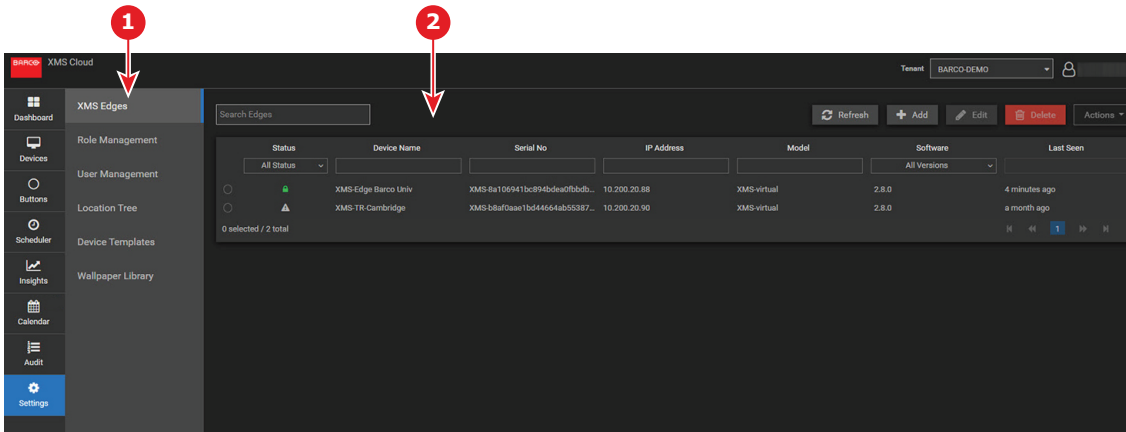 1
2
BARCO XMS Cloud
Tenant BARCO-DEMO
Dashboard
Devices
Buttons
Scheduler
Insights
Calendar
Audit
Settings
XMS Edges
Role Management
User Management
Location Tree
Device Templates
Wallpaper Library
Search Edges
Refresh Add Edit Delete Actions
Status Device Name Serial No IP Address Model Software Last Seen
All Status All Versions
XMS-Edge Barco Univ XMS-8a106941bc894bdea0fbbdb... 10.200.20.88 XMS-virtual 2.8.0 4 minutes ago
XMS-TR-Cambridge XMS-b8af0aae1bd44664ab55387... 10.200.20.90 XMS-virtual 2.8.0 a month ago
0 selected / 2 total 1